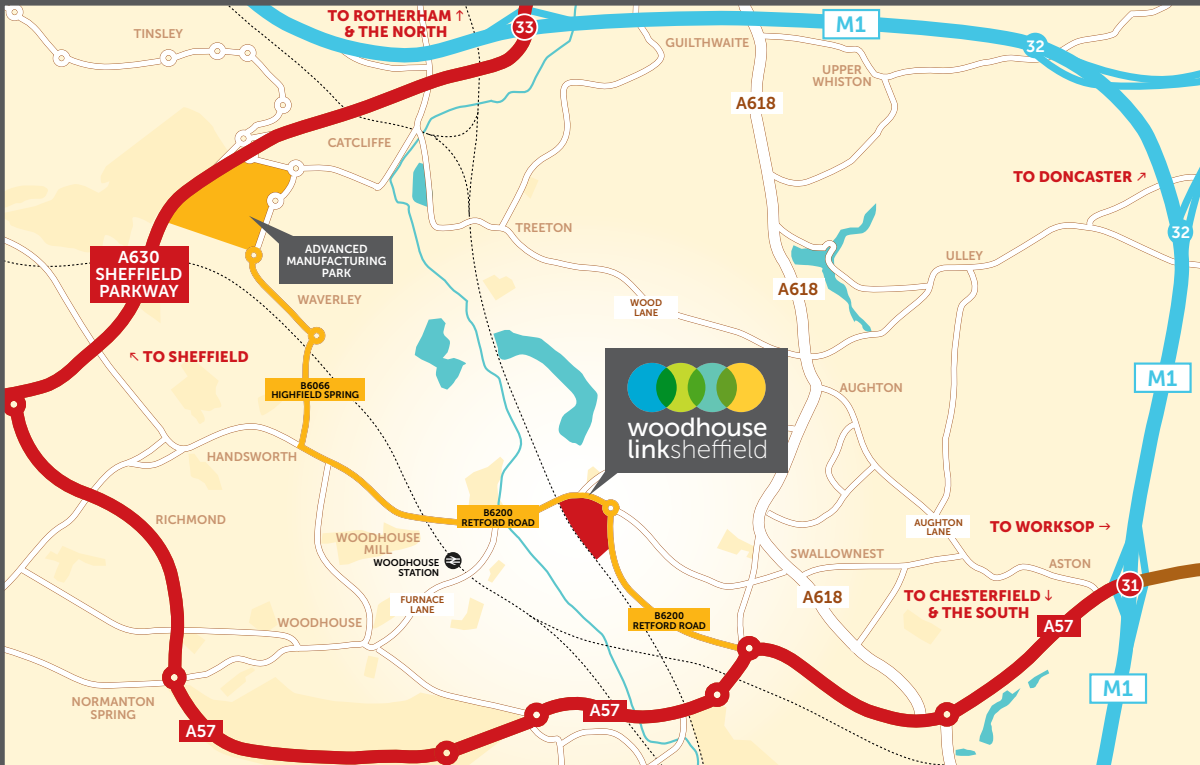 TO ROTHERHAM ↑
& THE NORTH
33
M1
TINSLEY
GUILTHWAITE
32
UPPER
WHISTON
A618
CATCLIFFE
TO DONCASTER ↗
TREETON
32
A630
SHEFFIELD
PARKWAY
ADVANCED
MANUFACTURING
PARK
ULLEY
WAVERLEY
A618
WOOD
LANE
↖ TO SHEFFIELD
M1
B6066
HIGHFIELD SPRING
AUGHTON
woodhouse
linksheffield
HANDSWORTH
RICHMOND
B6200
RETFORD ROAD
AUGHTON
LANE
TO WORKSOP →
WOODHOUSE
MILL
WOODHOUSE
STATION
SWALLOWNEST
ASTON
31
FURNACE
LANE
A618
TO CHESTERFIELD ↓
& THE SOUTH
WOODHOUSE
B6200
RETFORD ROAD
A57
M1
NORMANTON
SPRING
A57
A57